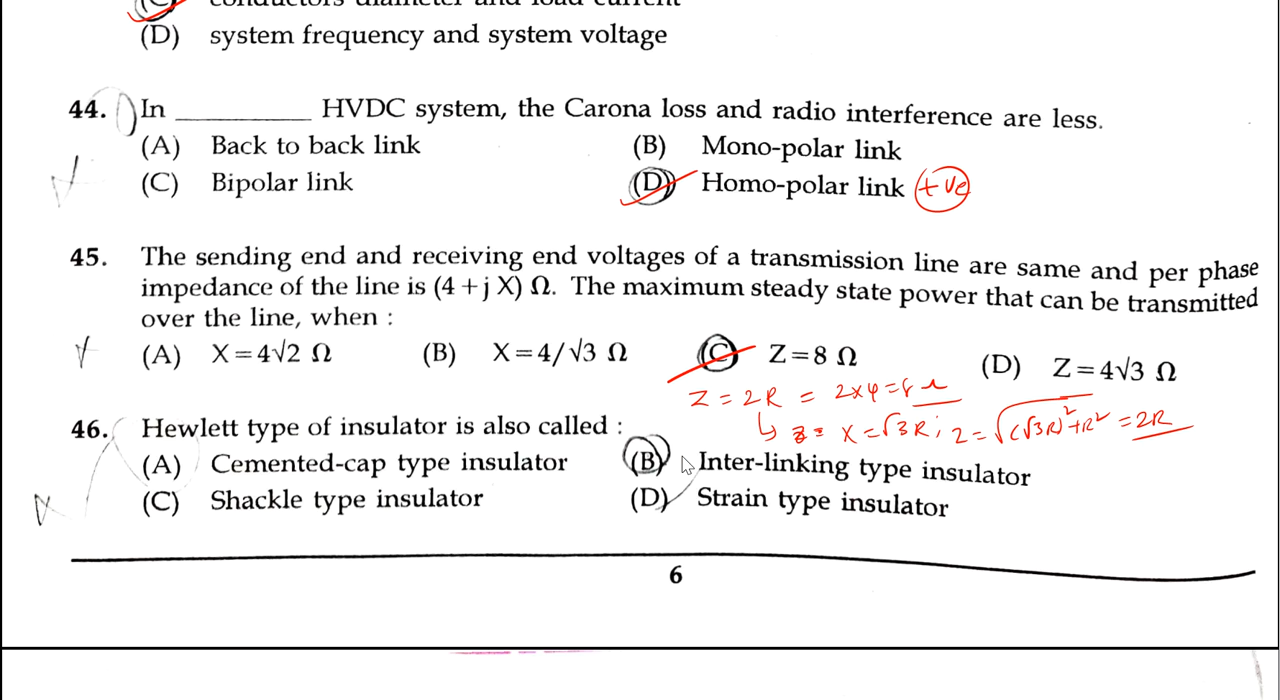 (C) conductors diameter and load current
(D) system frequency and system voltage
44. In __________ HVDC system, the Carona loss and radio interference are less.
(A) Back to back link (B) Mono-polar link
(C) Bipolar link (D) Homo-polar link +ve
45. The sending end and receiving end voltages of a transmission line are same and per phase
impedance of the line is (4 + j X) Ω. The maximum steady state power that can be transmitted
over the line, when :
(A) X = 4√2 Ω (B) X = 4/√3 Ω (C) Z = 8 Ω (D) Z = 4√3 Ω
Z = 2R = 2×4 = 8 Ω
X = √3R ; Z = √(√3R)² + R² = 2R
46. Hewlett type of insulator is also called :
(A) Cemented-cap type insulator (B) Inter-linking type insulator
(C) Shackle type insulator (D) Strain type insulator
6